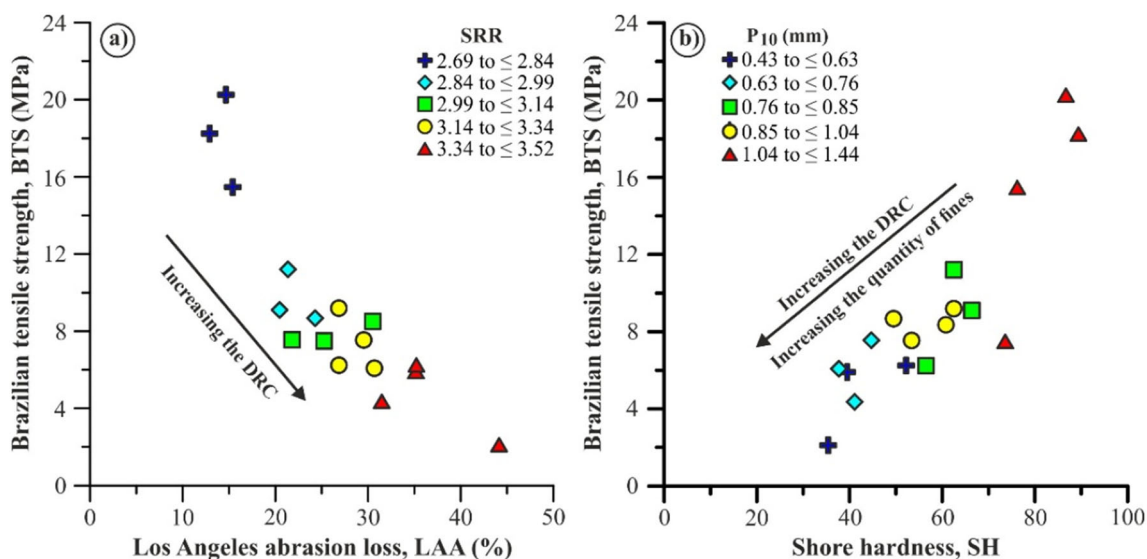 a)
SRR
2.69 to ≤ 2.84
2.84 to ≤ 2.99
2.99 to ≤ 3.14
3.14 to ≤ 3.34
3.34 to ≤ 3.52
Increasing the DRC
24
20
16
12
8
4
0
0 10 20 30 40 50
Brazilian tensile strength, BTS (MPa)
Los Angeles abrasion loss, LAA (%)
b)
P10 (mm)
0.43 to ≤ 0.63
0.63 to ≤ 0.76
0.76 to ≤ 0.85
0.85 to ≤ 1.04
1.04 to ≤ 1.44
Increasing the DRC
Increasing the quantity of fines
24
20
16
12
8
4
0
0 20 40 60 80 100
Brazilian tensile strength, BTS (MPa)
Shore hardness, SH